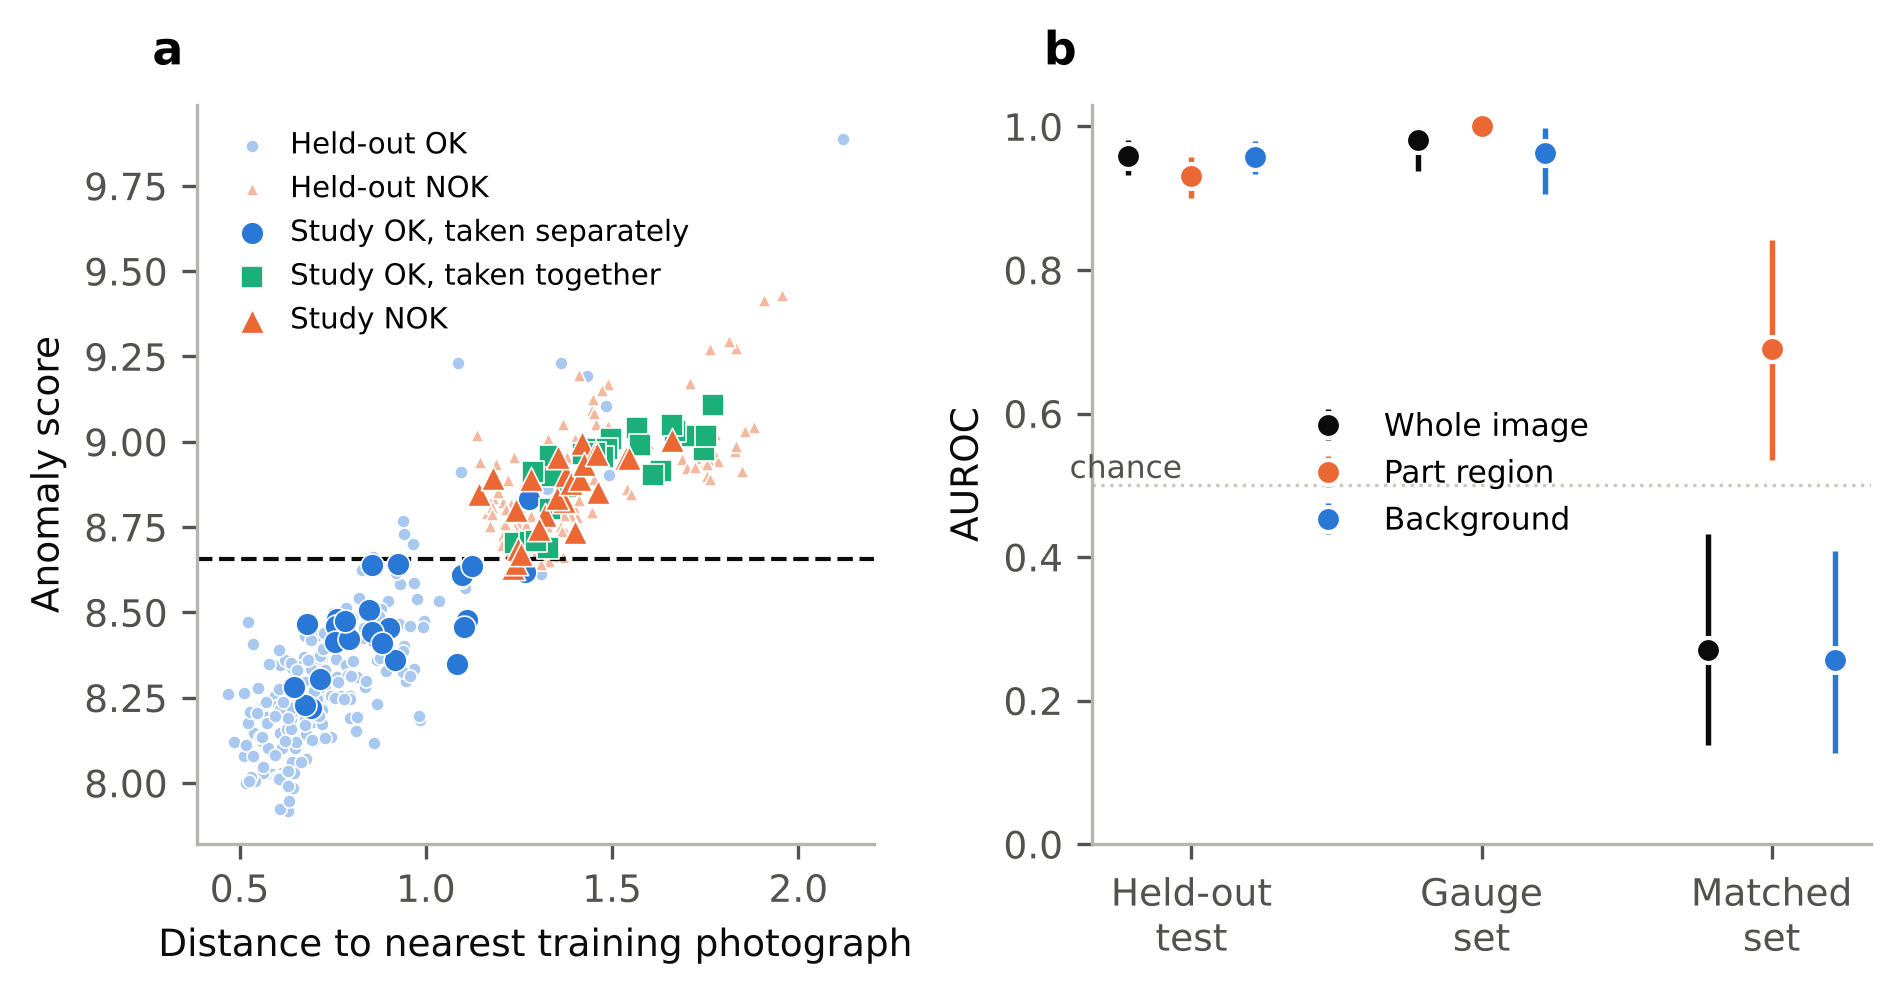 a
Held-out OK
Held-out NOK
Study OK, taken separately
Study OK, taken together
Study NOK
Anomaly score
9.75
9.50
9.25
9.00
8.75
8.50
8.25
8.00
0.5 1.0 1.5 2.0
Distance to nearest training photograph
b
AUROC
1.0
0.8
0.6
0.4
0.2
0.0
chance
Whole image
Part region
Background
Held-out test
Gauge set
Matched set